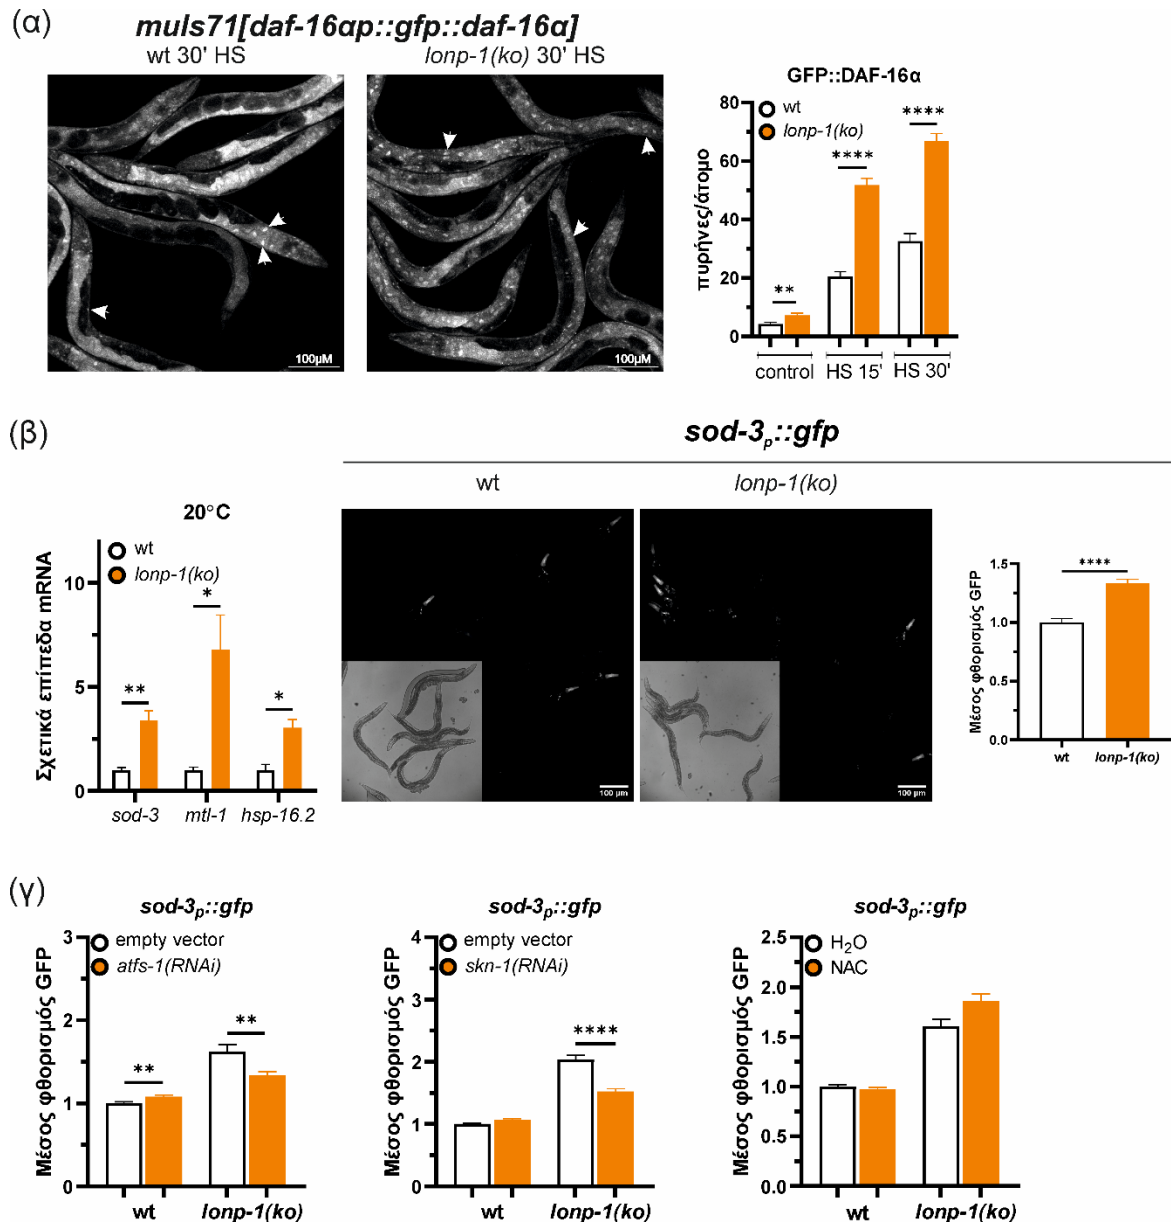 (α)
muIs71[daf-16αp::gfp::daf-16α]
wt 30' HS
lonp-1(ko) 30' HS
100μM
100μM
GFP::DAF-16α
wt
lonp-1(ko)
πυρήνες/άτομο
80
60
40
20
0
**
****
****
control
HS 15'
HS 30'
(β)
sod-3p::gfp
wt
lonp-1(ko)
20°C
wt
lonp-1(ko)
Σχετικά επίπεδα mRNA
10
5
0
**
*
*
sod-3
mtl-1
hsp-16.2
100 μm
100 μm
Μέσος φθορισμός GFP
1.5
1.0
0.5
0.0
****
wt
lonp-1(ko)
(γ)
sod-3p::gfp
empty vector
atfs-1(RNAi)
Μέσος φθορισμός GFP
3
2
1
0
**
**
wt
lonp-1(ko)
sod-3p::gfp
empty vector
skn-1(RNAi)
Μέσος φθορισμός GFP
4
3
2
1
0
****
wt
lonp-1(ko)
sod-3p::gfp
H2O
NAC
Μέσος φθορισμός GFP
2.5
2.0
1.5
1.0
0.5
0.0
wt
lonp-1(ko)